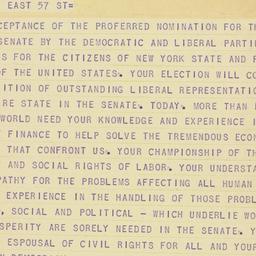 EAST 57 ST=
CEPTANCE OF THE PROFERRED NOMINATION FOR TH
SENATE BY THE DEMOCRATIC AND LIBERAL PARTI
S FOR THE CITIZENS OF NEW YORK STATE AND F
OF THE UNITED STATES. YOUR ELECTION WILL CO
ITION OF OUTSTANDING LIBERAL REPRESENTATIO
RE STATE IN THE SENATE. TODAY. MORE THAN
WORLD NEED YOUR KNOWLEDGE AND EXPERIENCE I
FINANCE TO HELP SOLVE THE TREMENDOUS ECON
THAT CONFRONT US. YOUR CHAMPIONSHIP OF TH
AND SOCIAL RIGHTS OF LABOR. YOUR UNDERSTA
PATHY FOR THE PROBLEMS AFFECTING ALL HUMAN
EXPERIENCE IN THE HANDLING OF THOSE PROBL
, SOCIAL AND POLITICAL - WHICH UNDERLIE WO
SPERITY ARE SORELY NEEDED IN THE SENATE. Y
ESPOUSAL OF CIVIL RIGHTS FOR ALL AND YOUR